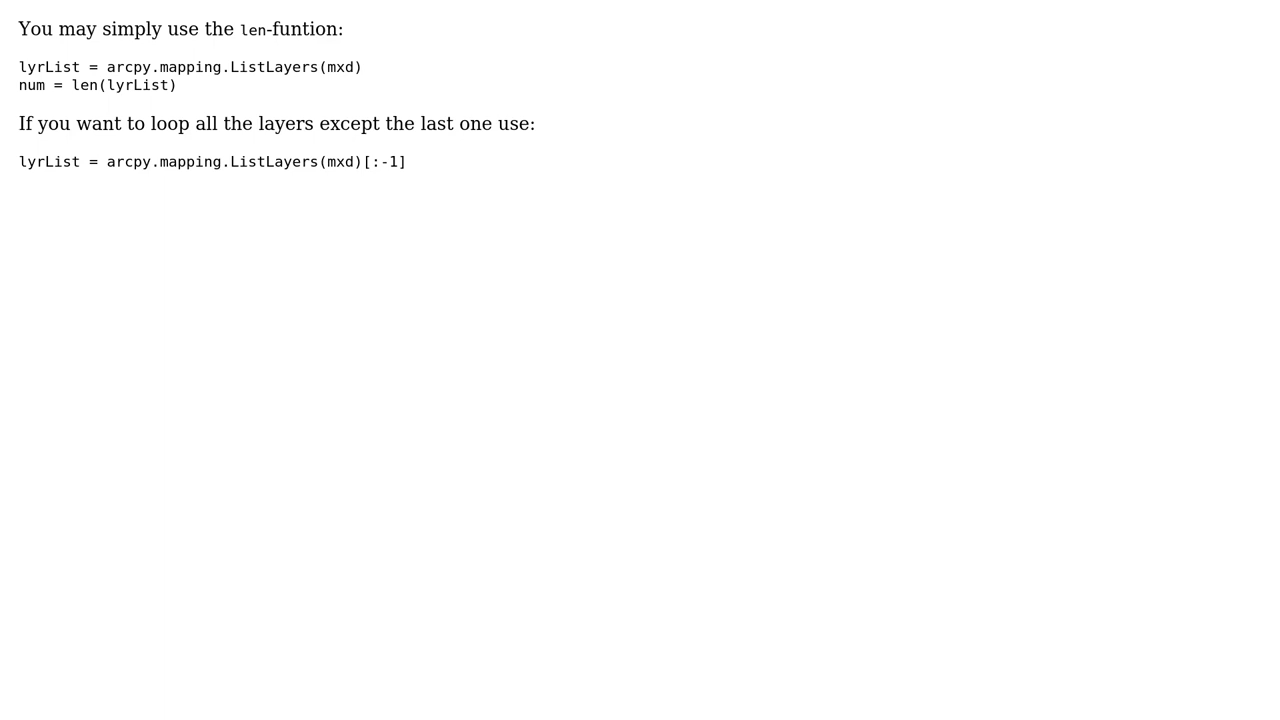 You may simply use the len-funtion:
lyrList = arcpy.mapping.ListLayers(mxd)
num = len(lyrList)
If you want to loop all the layers except the last one use:
lyrList = arcpy.mapping.ListLayers(mxd)[:-1]